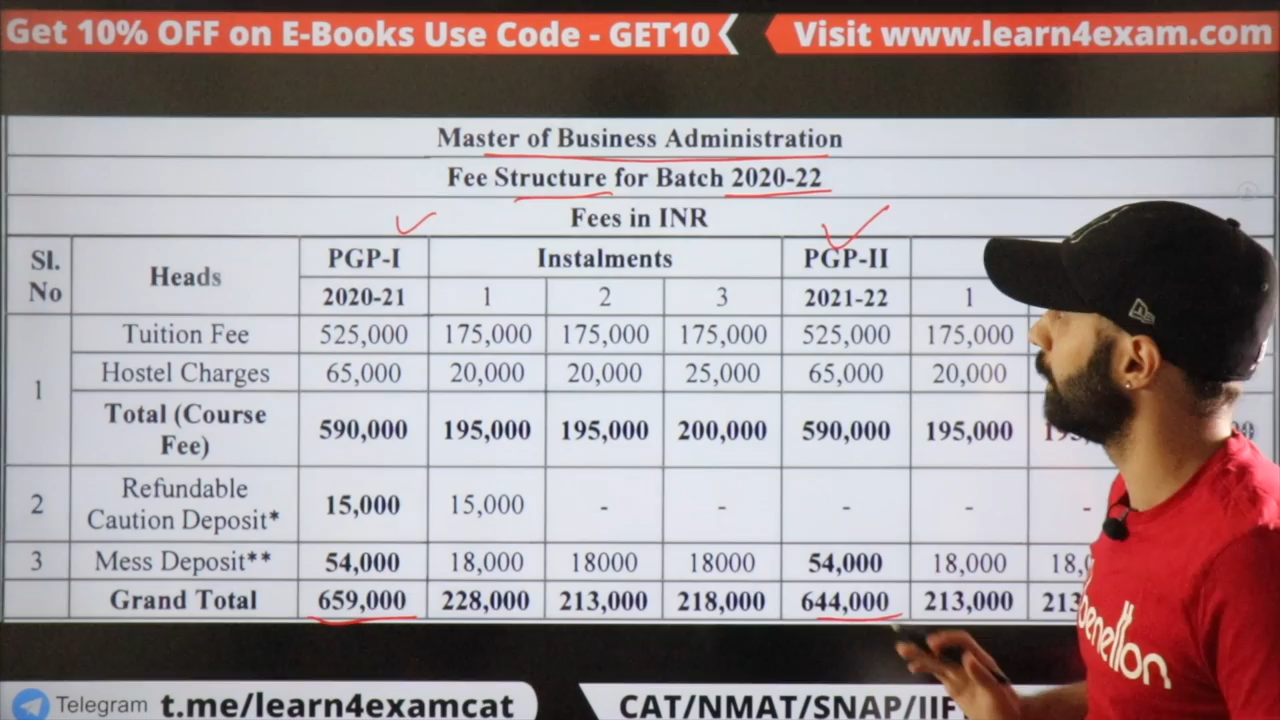 Get 10% OFF on E-Books Use Code - GET10 Visit www.learn4exam.com
Master of Business Administration
Fee Structure for Batch 2020-22
Fees in INR
Sl. No Heads PGP-I Instalments PGP-II
2020-21 1 2 3 2021-22 1
1 Tuition Fee 525,000 175,000 175,000 175,000 525,000 175,000
Hostel Charges 65,000 20,000 20,000 25,000 65,000 20,000
Total (Course Fee) 590,000 195,000 195,000 200,000 590,000 195,000
2 Refundable Caution Deposit* 15,000 15,000 - - - - -
3 Mess Deposit** 54,000 18,000 18000 18000 54,000 18,000
Grand Total 659,000 228,000 213,000 218,000 644,000 213,000
benetton
Telegram t.me/learn4examcat CAT/NMAT/SNAP/IIF